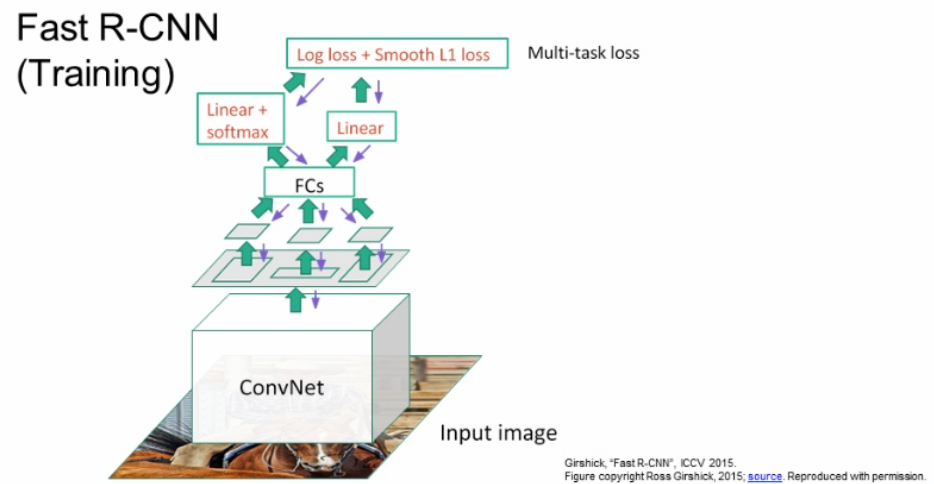 Fast R-CNN
(Training)
Log loss + Smooth L1 loss
Multi-task loss
Linear +
softmax
Linear
FCs
ConvNet
Input image
Girshick, "Fast R-CNN", ICCV 2015.
Figure copyright Ross Girshick, 2015; source. Reproduced with permission.